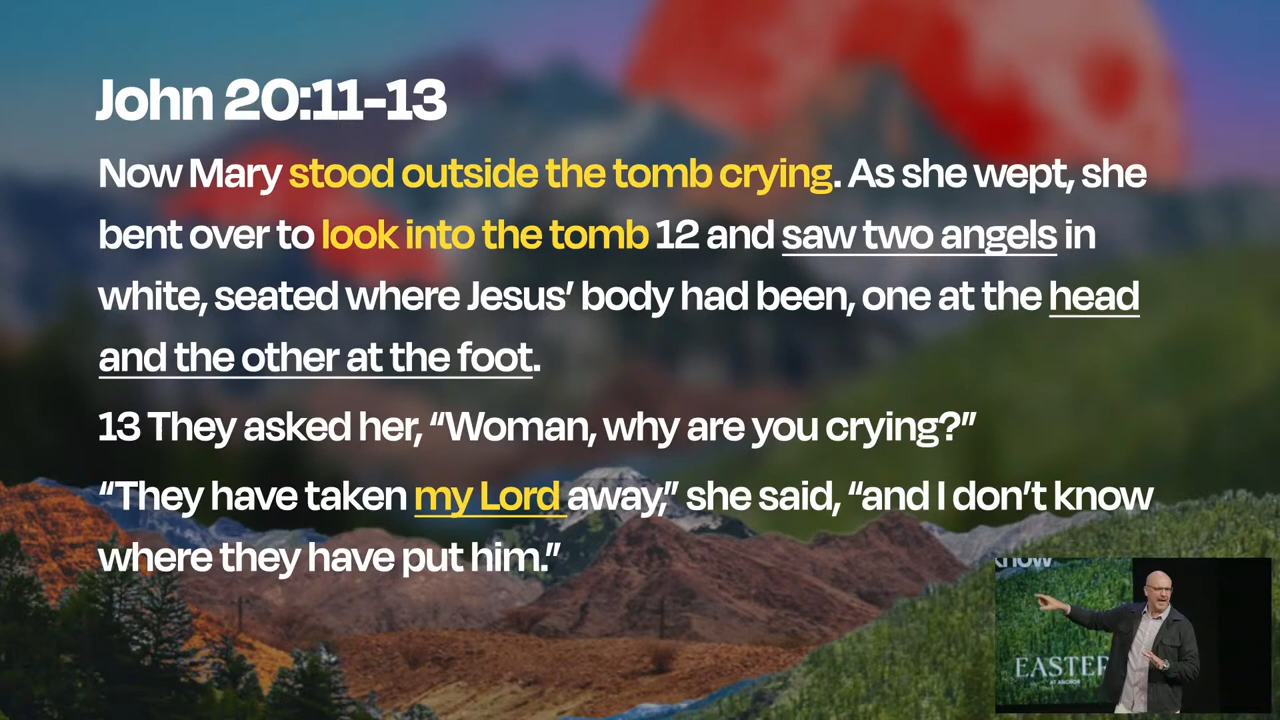 John 20:11-13
Now Mary stood outside the tomb crying. As she wept, she
bent over to look into the tomb 12 and saw two angels in
white, seated where Jesus’ body had been, one at the head
and the other at the foot.
13 They asked her, “Woman, why are you crying?”
“They have taken my Lord away,” she said, “and I don’t know
where they have put him.”
know
EASTER
AT ANCHOR